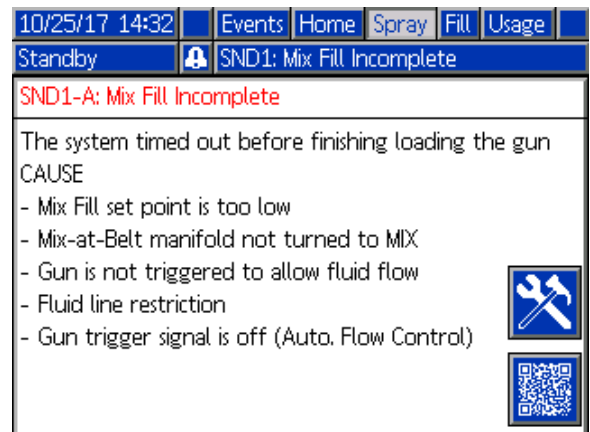 10/25/17 14:32 Events Home Spray Fill Usage
Standby SND1: Mix Fill Incomplete
SND1-A: Mix Fill Incomplete
The system timed out before finishing loading the gun
CAUSE
- Mix Fill set point is too low
- Mix-at-Belt manifold not turned to MIX
- Gun is not triggered to allow fluid flow
- Fluid line restriction
- Gun trigger signal is off (Auto. Flow Control)